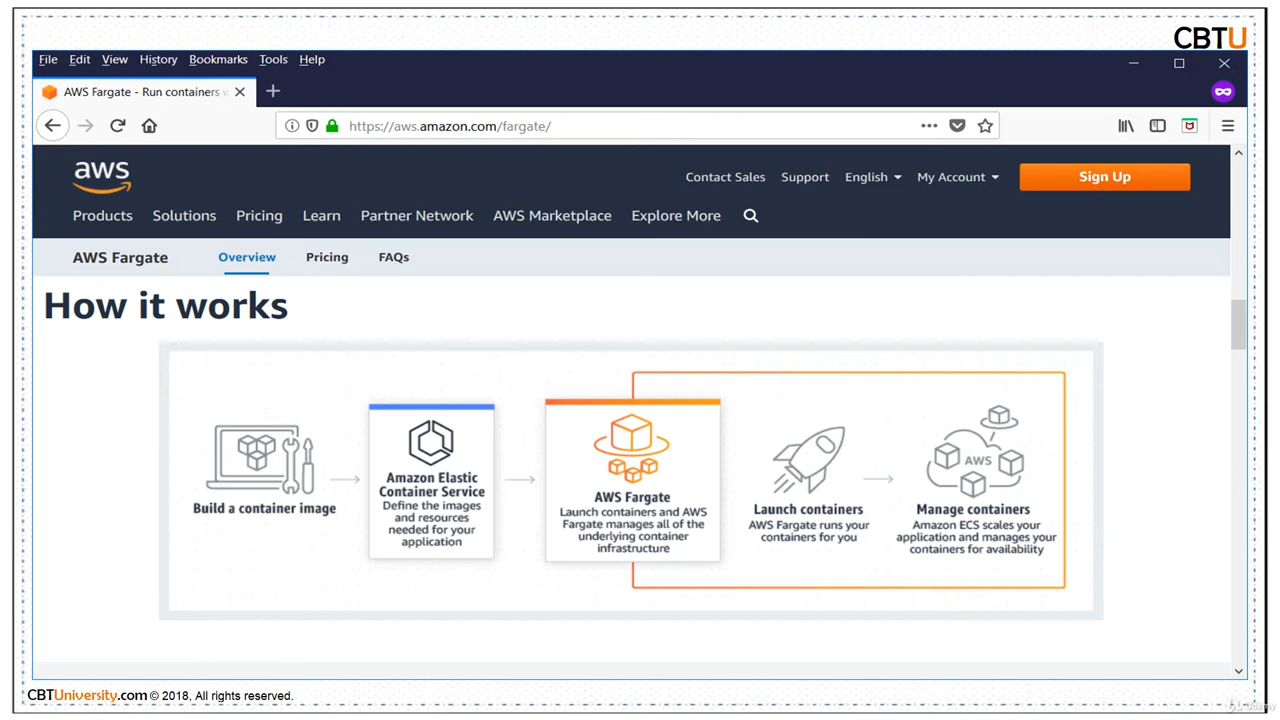 CBTU
File Edit View History Bookmarks Tools Help
AWS Fargate - Run containers w
https://aws.amazon.com/fargate/
aws
Contact Sales Support English My Account Sign Up
Products Solutions Pricing Learn Partner Network AWS Marketplace Explore More
AWS Fargate Overview Pricing FAQs
How it works
Build a container image
Amazon Elastic
Container Service
Define the images
and resources
needed for your
application
AWS Fargate
Launch containers and AWS
Fargate manages all of the
underlying container
infrastructure
Launch containers
AWS Fargate runs your
containers for you
AWS
Manage containers
Amazon ECS scales your
application and manages your
containers for availability
CBTUniversity.com © 2018, All rights reserved.